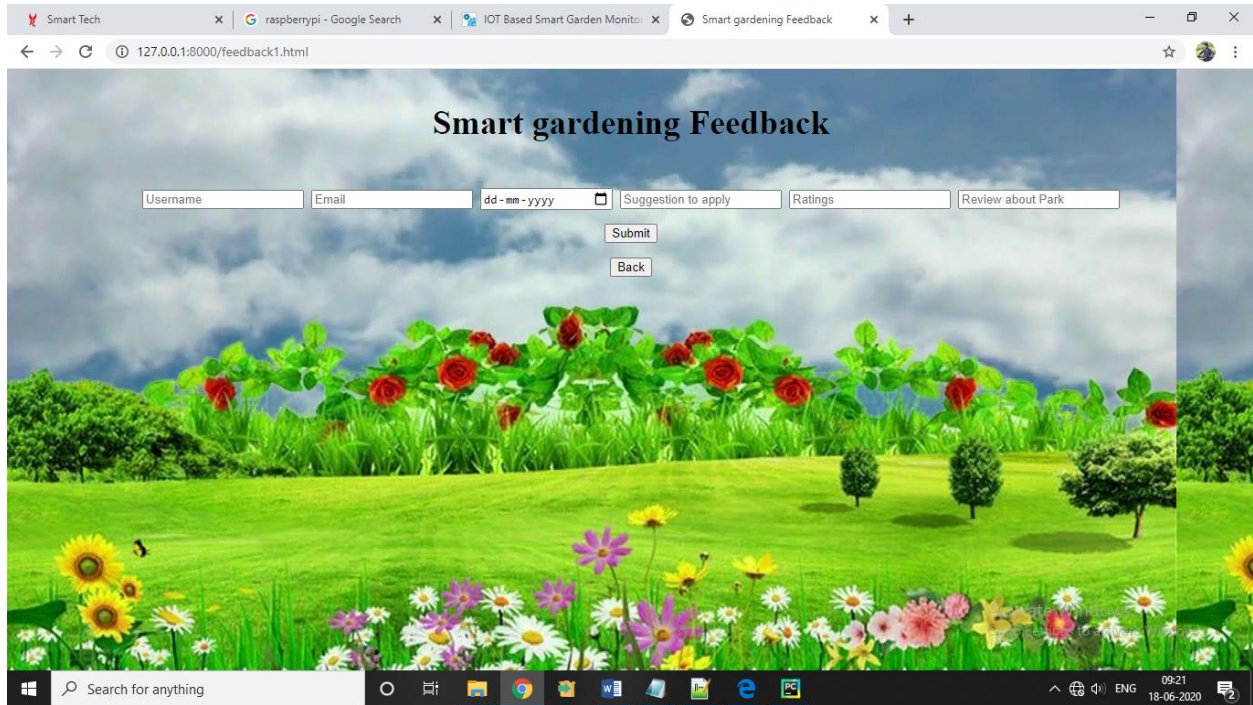 Smart Tech
raspberrypi - Google Search
IOT Based Smart Garden Monito
Smart gardening Feedback
127.0.0.1:8000/feedback1.html
Smart gardening Feedback
Username Email dd-mm-yyyy Suggestion to apply Ratings Review about Park
Submit
Back
Search for anything
ENG
09:21
18-06-2020
2